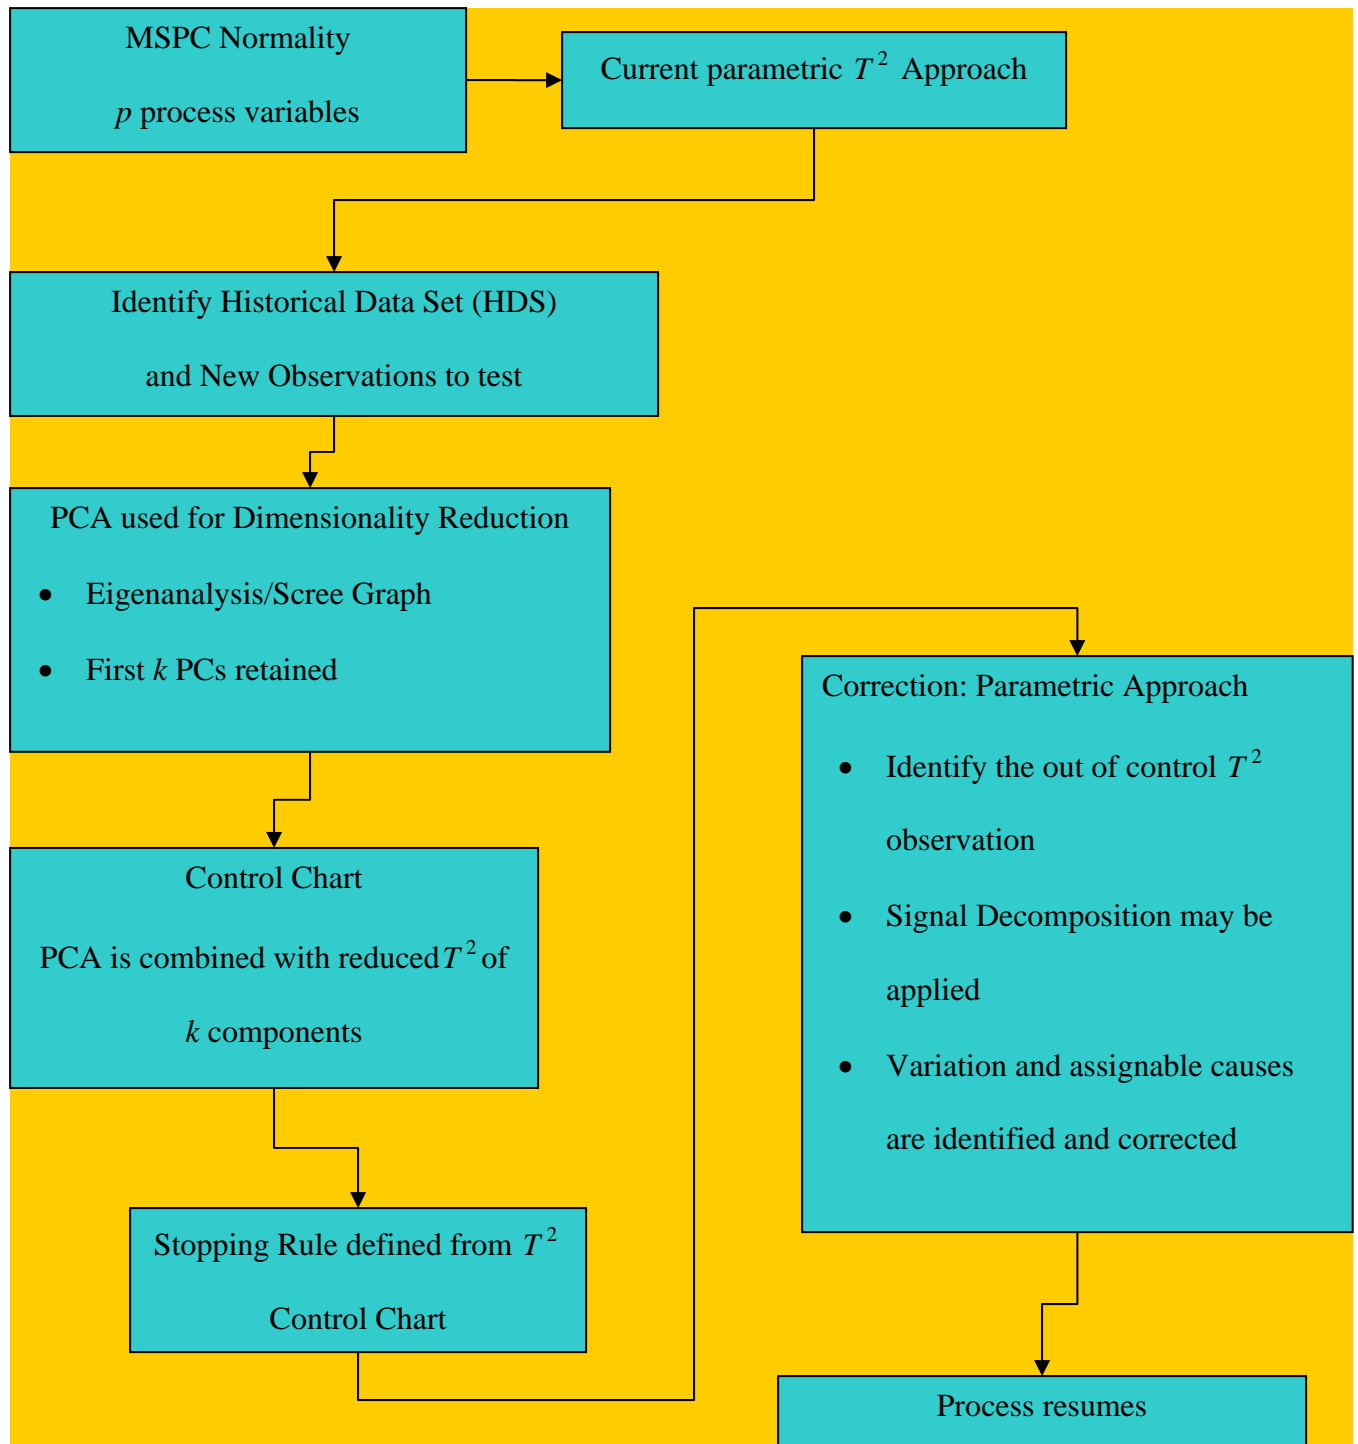 MSPC Normality
p process variables
Current parametric T² Approach
Identify Historical Data Set (HDS)
and New Observations to test
PCA used for Dimensionality Reduction
• Eigenanalysis/Scree Graph
• First k PCs retained
Control Chart
PCA is combined with reduced T² of
k components
Stopping Rule defined from T²
Control Chart
Correction: Parametric Approach
• Identify the out of control T²
observation
• Signal Decomposition may be
applied
• Variation and assignable causes
are identified and corrected
Process resumes